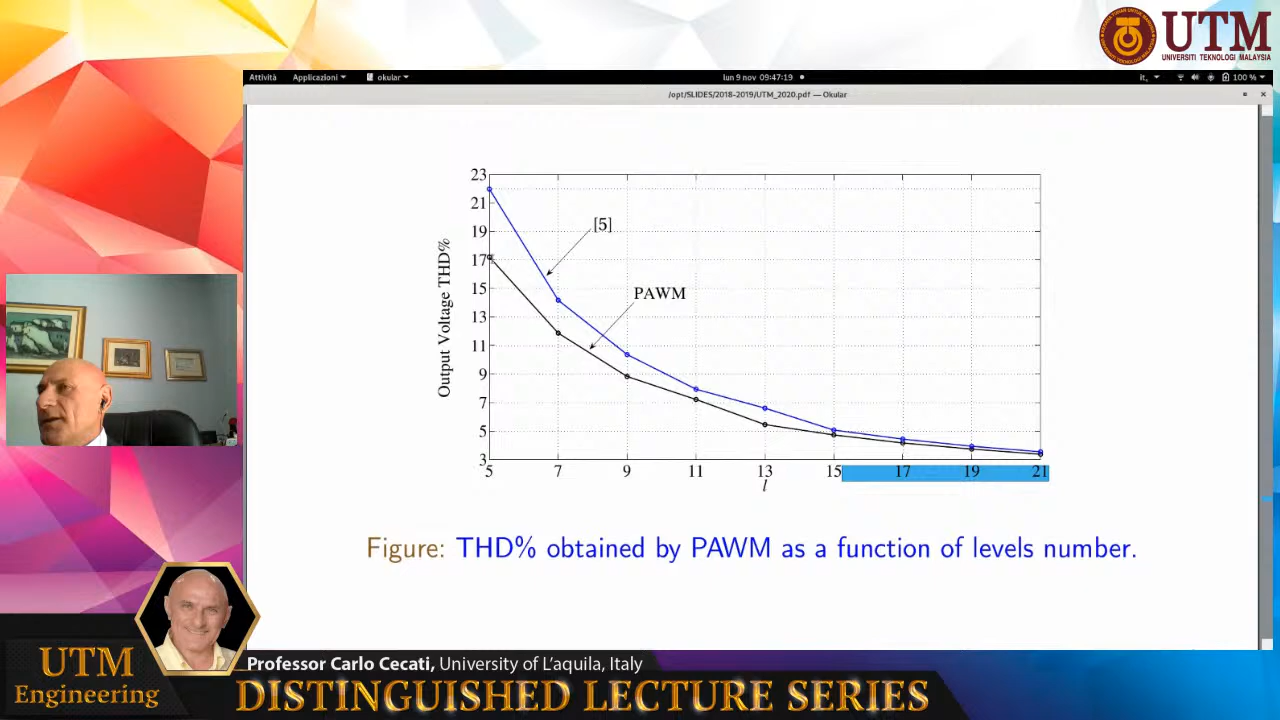 UTM
UNIVERSITI TEKNOLOGI MALAYSIA
Attività Applicazioni okular lun 9 nov 09:47:19 it, 100 %
/opt/SLIDES/2018-2019/UTM_2020.pdf — Okular
23
21
19
17
15
13
11
9
7
5
3
Output Voltage THD%
[5]
PAWM
5 7 9 11 13 15 17 19 21
l
Figure: THD% obtained by PAWM as a function of levels number.
UTM
Engineering
Professor Carlo Cecati, University of L'aquila, Italy
DISTINGUISHED LECTURE SERIES